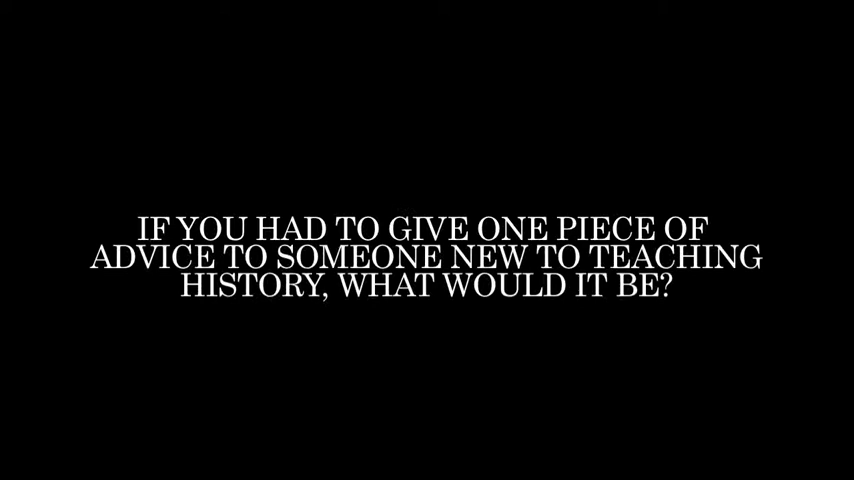 IF YOU HAD TO GIVE ONE PIECE OF
ADVICE TO SOMEONE NEW TO TEACHING
HISTORY, WHAT WOULD IT BE?